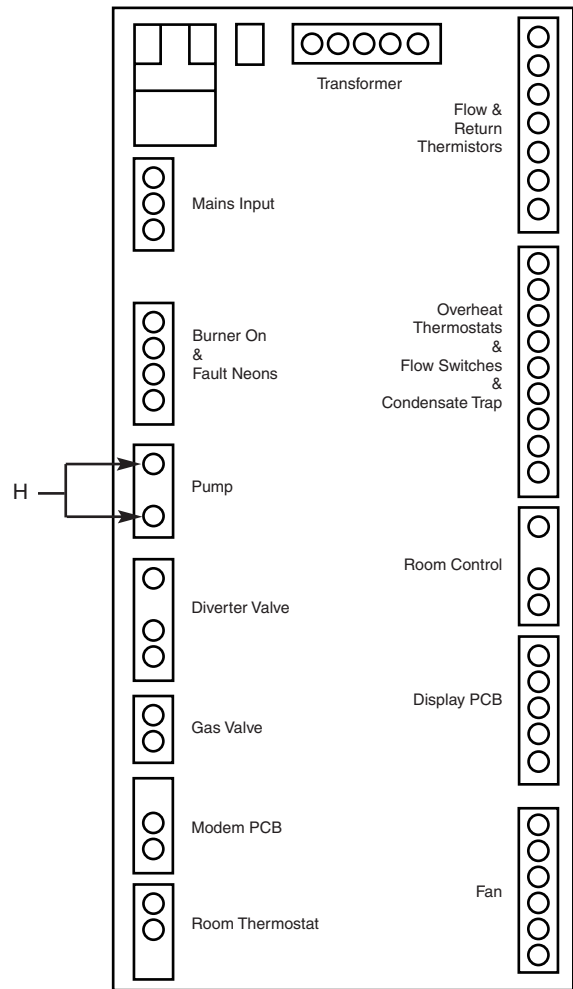 Transformer
Flow &
Return
Thermistors
Mains Input
Burner On
&
Fault Neons
Overheat
Thermostats
&
Flow Switches
&
Condensate Trap
H
Pump
Room Control
Diverter Valve
Display PCB
Gas Valve
Modem PCB
Fan
Room Thermostat